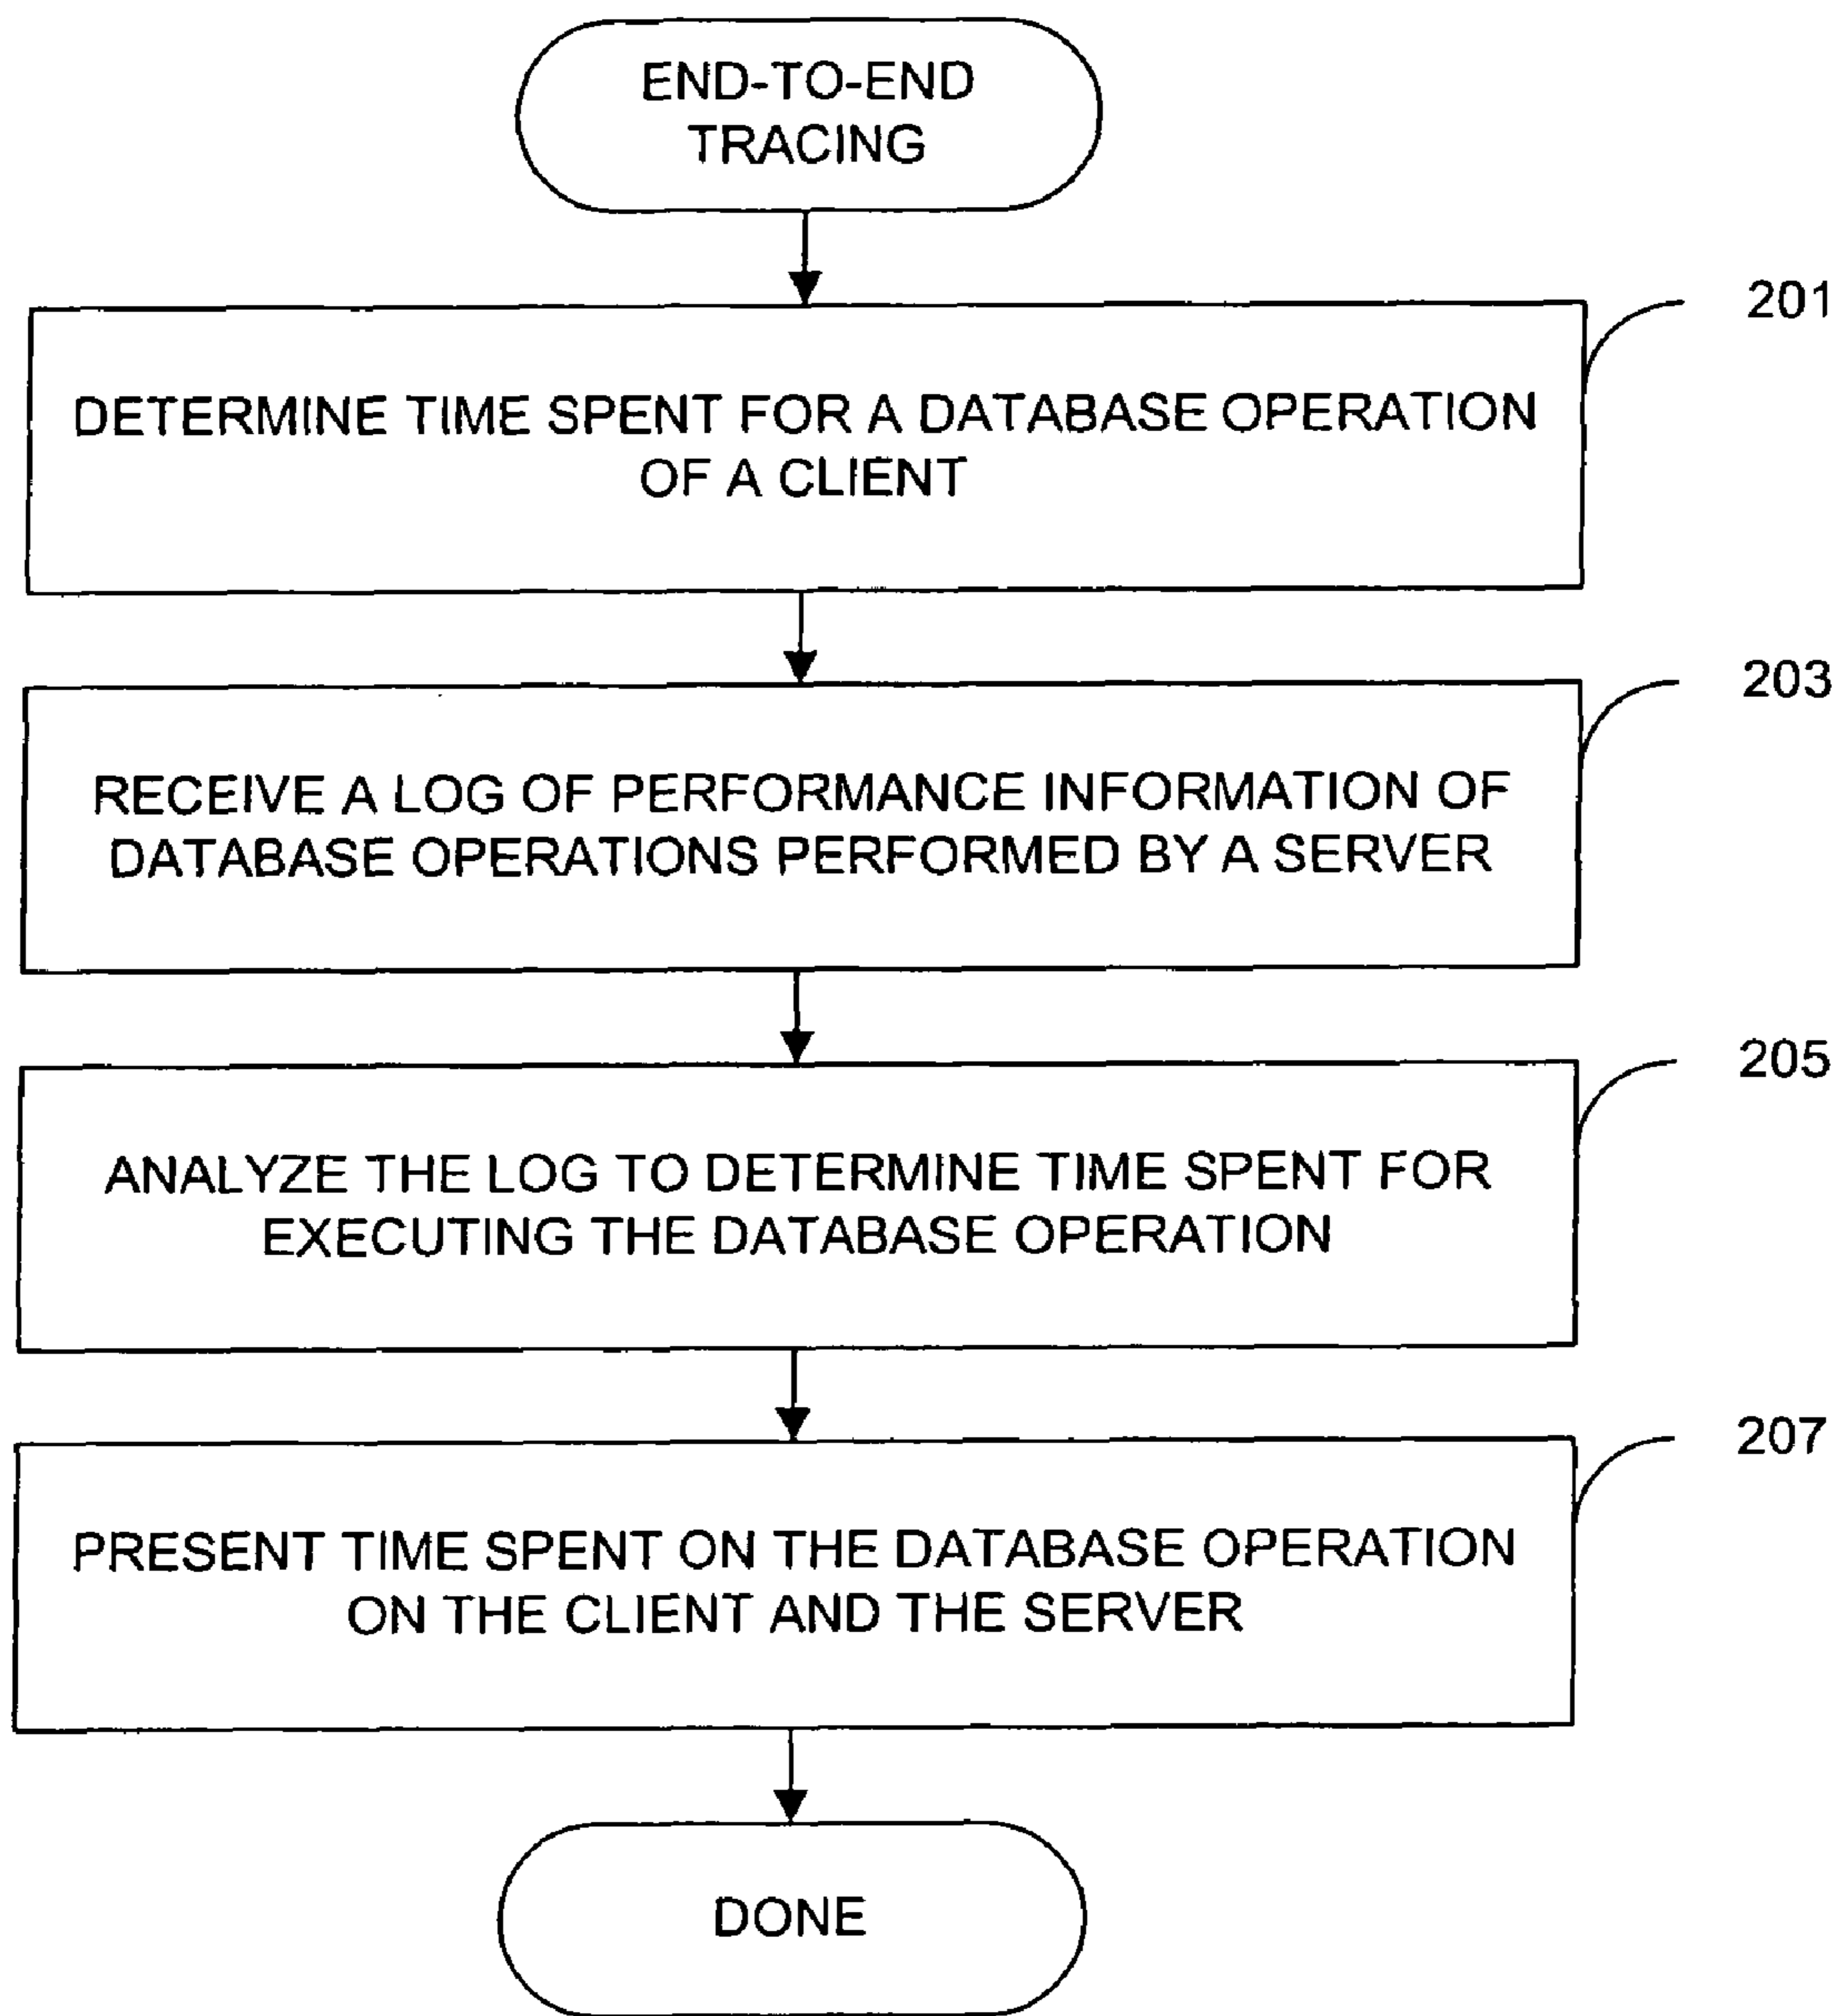 END-TO-END
TRACING
201
DETERMINE TIME SPENT FOR A DATABASE OPERATION
OF A CLIENT
203
RECEIVE A LOG OF PERFORMANCE INFORMATION OF
DATABASE OPERATIONS PERFORMED BY A SERVER
205
ANALYZE THE LOG TO DETERMINE TIME SPENT FOR
EXECUTING THE DATABASE OPERATION
207
PRESENT TIME SPENT ON THE DATABASE OPERATION
ON THE CLIENT AND THE SERVER
DONE